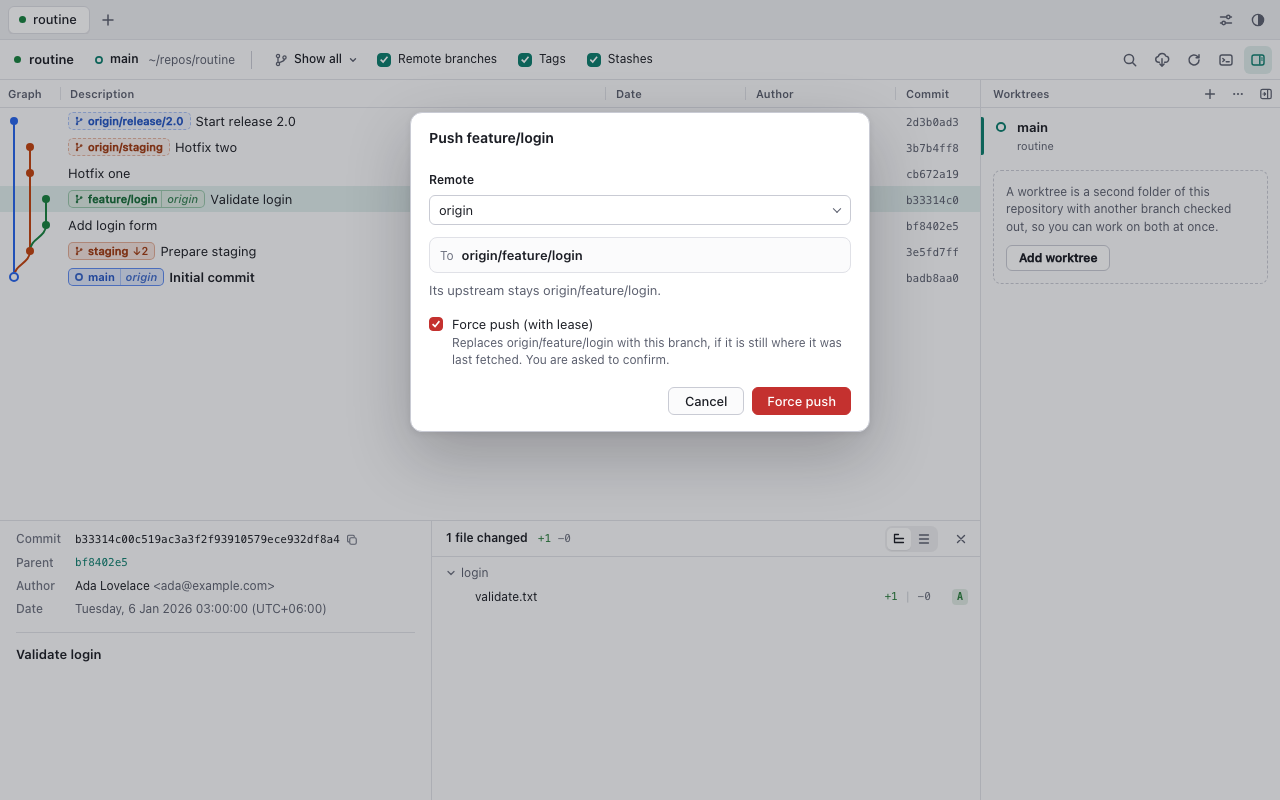 routine
routine
main
~/repos/routine
Show all
Remote branches
Tags
Stashes
Graph
Description
Date
Author
Commit
Worktrees
origin/release/2.0 Start release 2.0
2d3b0ad3
origin/staging Hotfix two
3b7b4ff8
Hotfix one
cb672a19
feature/login origin Validate login
b33314c0
Add login form
bf8402e5
staging ↓2 Prepare staging
3e5fd7ff
main origin Initial commit
badb8aa0
main
routine
A worktree is a second folder of this
repository with another branch checked
out, so you can work on both at once.
Add worktree
Push feature/login
Remote
origin
To origin/feature/login
Its upstream stays origin/feature/login.
Force push (with lease)
Replaces origin/feature/login with this branch, if it is still where it was
last fetched. You are asked to confirm.
Cancel
Force push
Commit b33314c00c519ac3a3f2f93910579ece932df8a4
Parent bf8402e5
Author Ada Lovelace <ada@example.com>
Date Tuesday, 6 Jan 2026 03:00:00 (UTC+06:00)
Validate login
1 file changed +1 −0
login
validate.txt +1 | −0 A